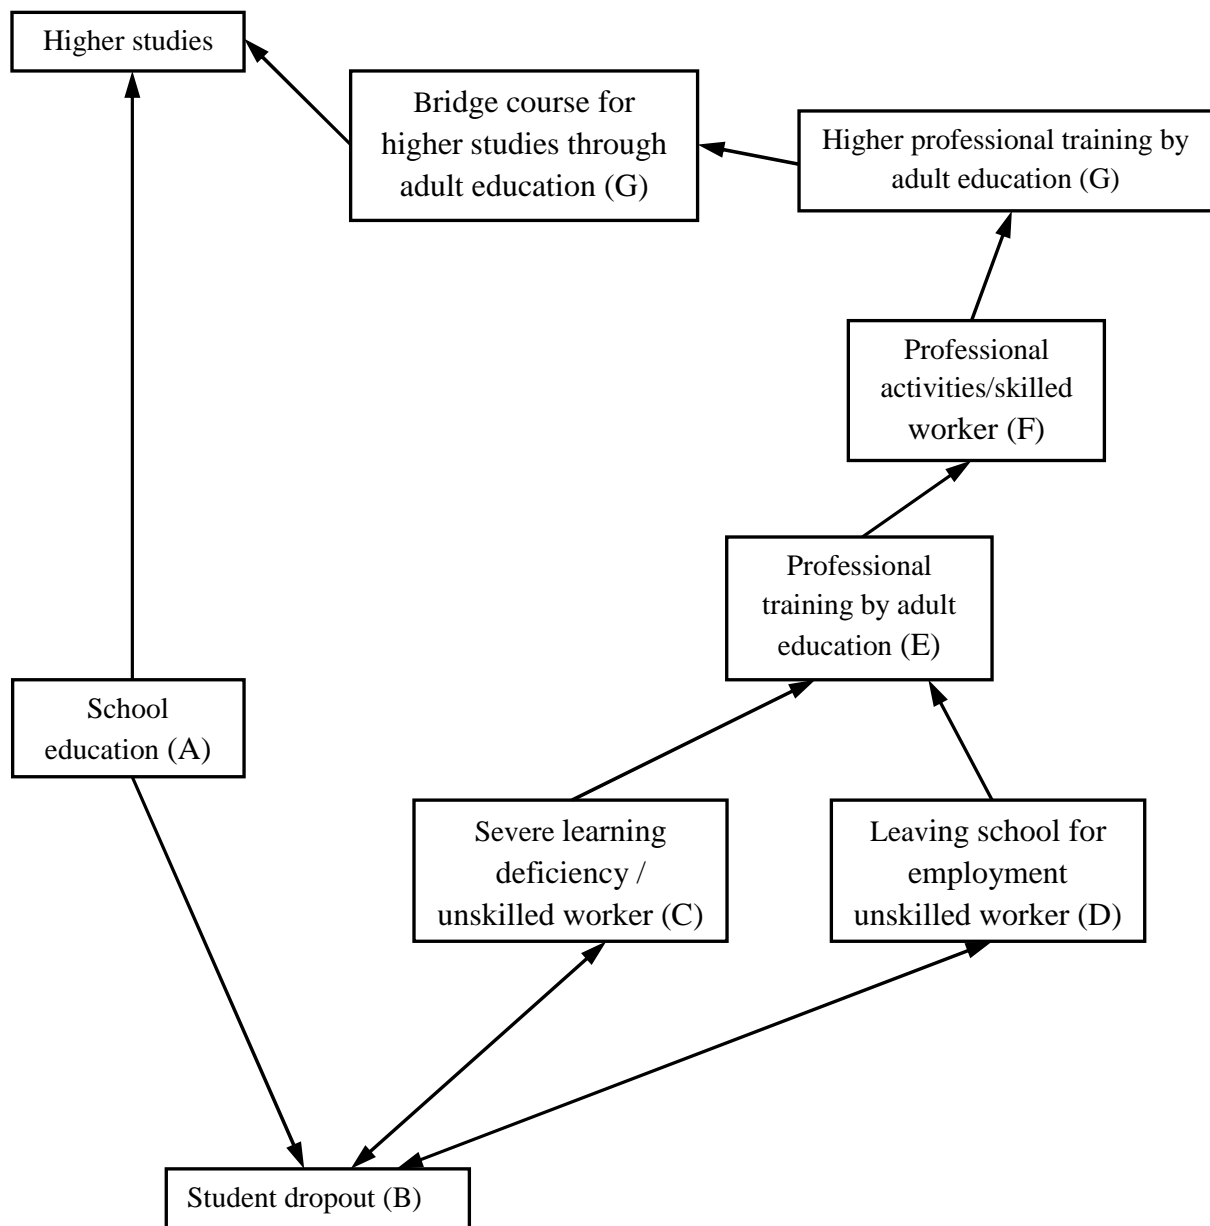 Higher studies
Bridge course for
higher studies through
adult education (G)
Higher professional training by
adult education (G)
Professional
activities/skilled
worker (F)
Professional
training by adult
education (E)
School
education (A)
Severe learning
deficiency /
unskilled worker (C)
Leaving school for
employment
unskilled worker (D)
Student dropout (B)